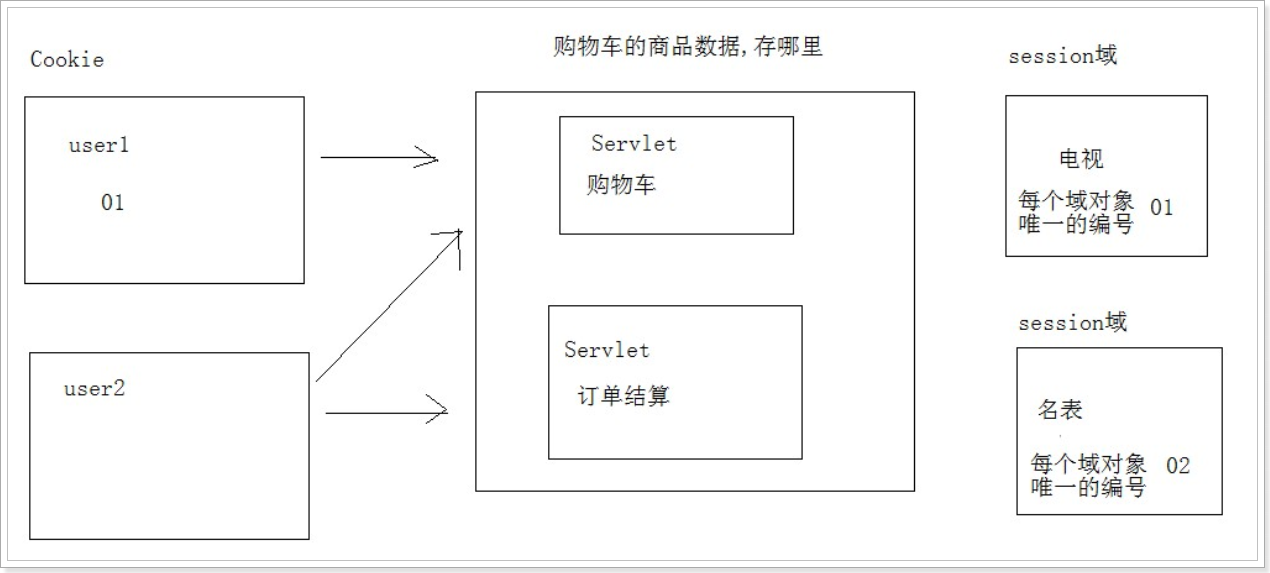 Cookie
user1
01
user2
购物车的商品数据,存哪里
Servlet
购物车
Servlet
订单结算
session域
电视
每个域对象 01
唯一的编号
session域
名表
每个域对象 02
唯一的编号